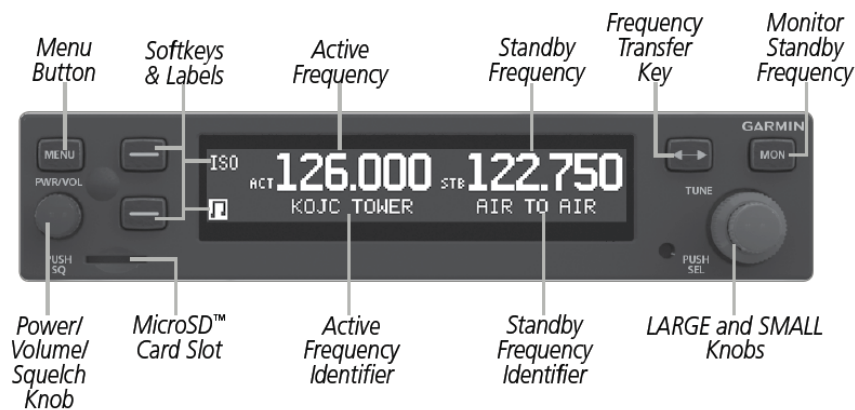 Menu
Button
Softkeys
& Labels
Active
Frequency
Standby
Frequency
Frequency
Transfer
Key
Monitor
Standby
Frequency
GARMIN
MENU
PWR/VOL
PUSH
SQ
ISO
ACT 126.000 STB 122.750
KOJC TOWER AIR TO AIR
MON
TUNE
PUSH
SEL
Power/
Volume/
Squelch
Knob
MicroSD™
Card Slot
Active
Frequency
Identifier
Standby
Frequency
Identifier
LARGE and SMALL
Knobs